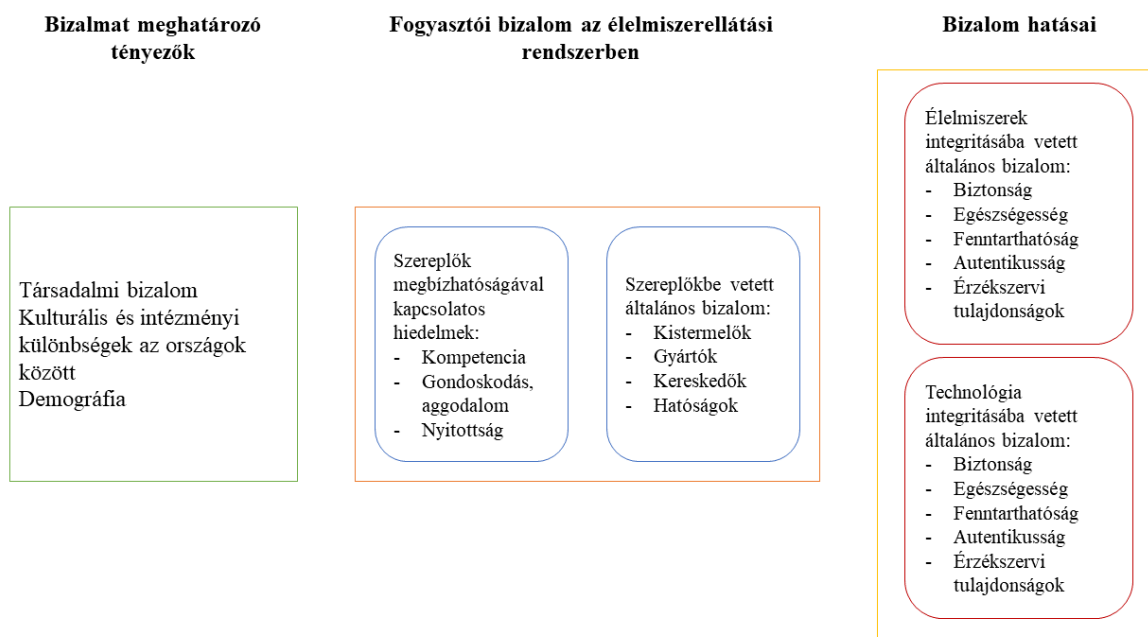 Bizalmat meghatározó
tényezők
Fogyasztói bizalom az élelmiszerellátási
rendszerben
Bizalom hatásai
Társadalmi bizalom
Kulturális és intézményi
különbségek az országok
között
Demográfia
Szereplők
megbízhatóságával
kapcsolatos
hiedelmek:
- Kompetencia
- Gondoskodás,
aggodalom
- Nyitottság
Szereplőkbe vetett
általános bizalom:
- Kistermelők
- Gyártók
- Kereskedők
- Hatóságok
Élelmiszerek
integritásába vetett
általános bizalom:
- Biztonság
- Egészségesség
- Fenntarthatóság
- Autentikusság
- Érzékszervi
tulajdonságok
Technológia
integritásába vetett
általános bizalom:
- Biztonság
- Egészségesség
- Fenntarthatóság
- Autentikusság
- Érzékszervi
tulajdonságok